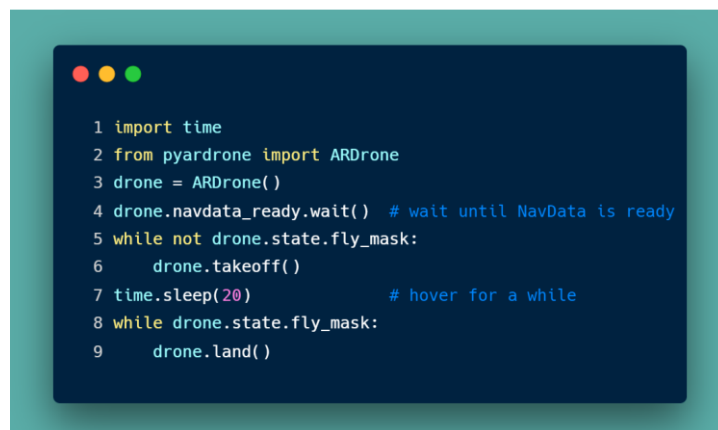 1 import time
2 from pyardrone import ARDrone
3 drone = ARDrone()
4 drone.navdata_ready.wait()  # wait until NavData is ready
5 while not drone.state.fly_mask:
6     drone.takeoff()
7 time.sleep(20)              # hover for a while
8 while drone.state.fly_mask:
9     drone.land()